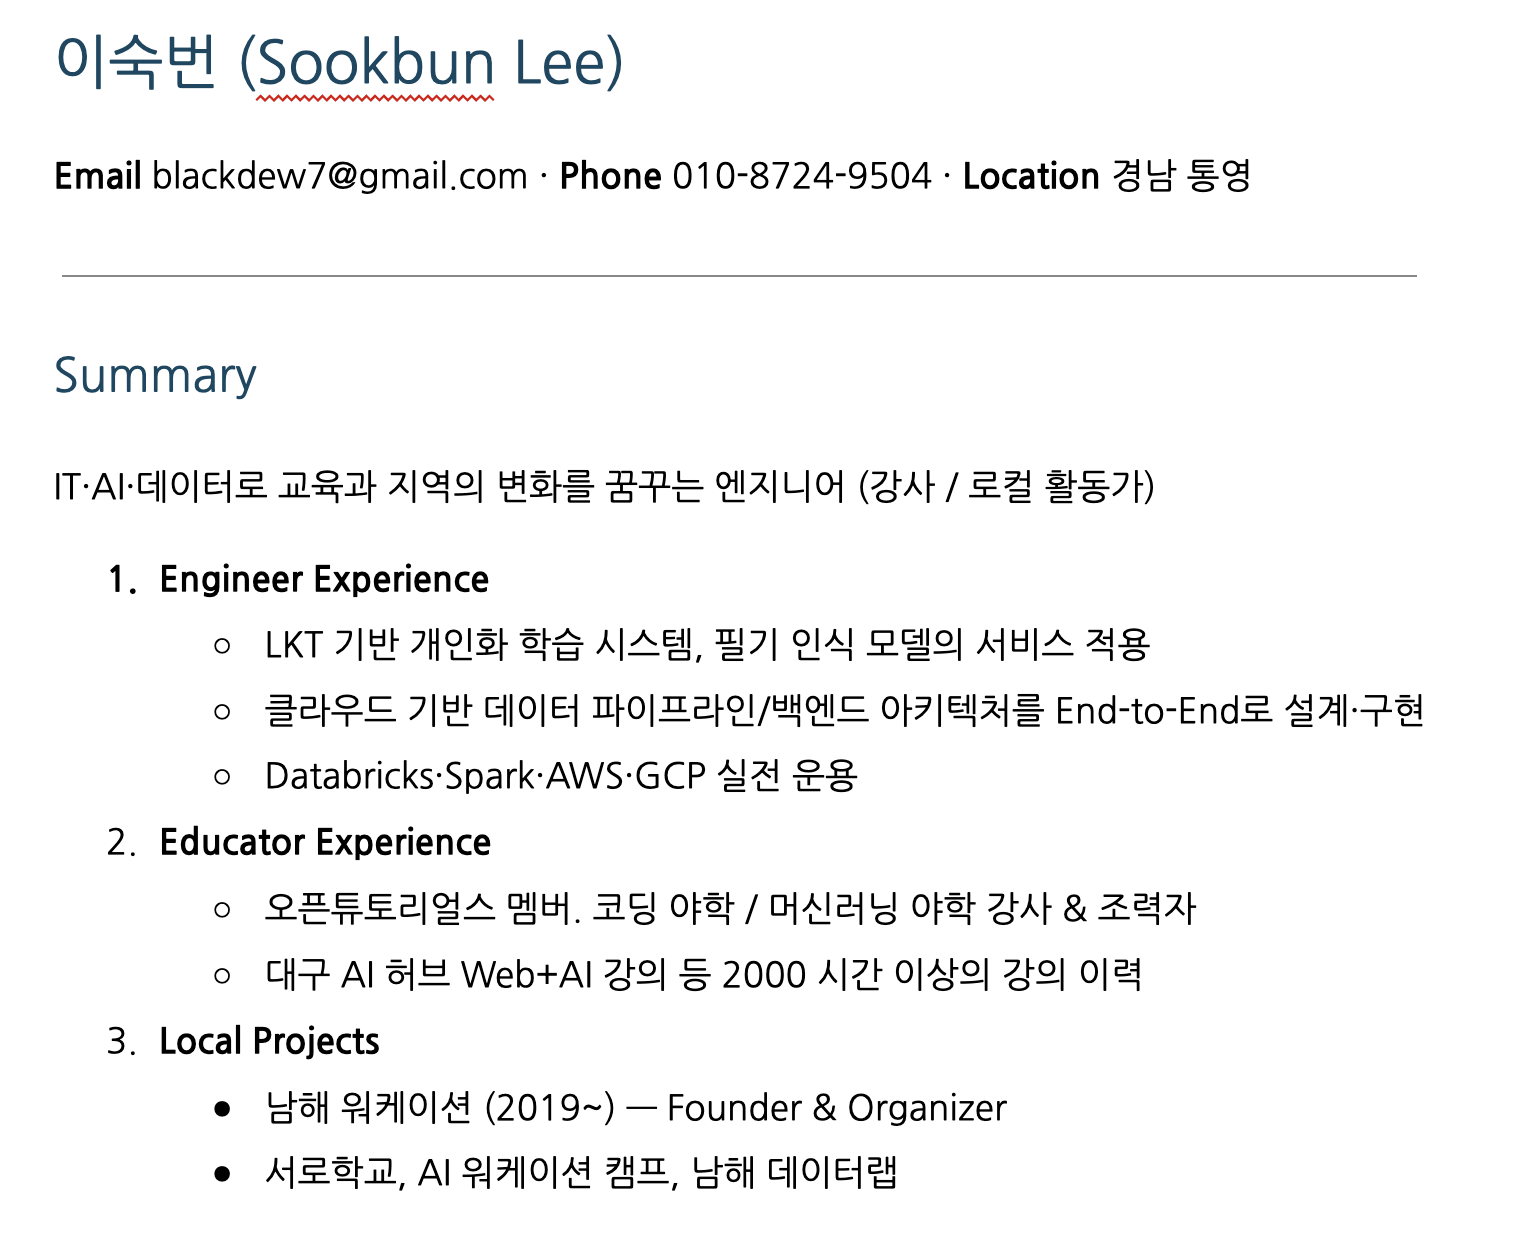 이숙번 (Sookbun Lee)
Email blackdew7@gmail.com · Phone 010-8724-9504 · Location 경남 통영
Summary
IT·AI·데이터로 교육과 지역의 변화를 꿈꾸는 엔지니어 (강사 / 로컬 활동가)
1. Engineer Experience
○ LKT 기반 개인화 학습 시스템, 필기 인식 모델의 서비스 적용
○ 클라우드 기반 데이터 파이프라인/백엔드 아키텍처를 End-to-End로 설계·구현
○ Databricks·Spark·AWS·GCP 실전 운용
2. Educator Experience
○ 오픈튜토리얼스 멤버. 코딩 야학 / 머신러닝 야학 강사 & 조력자
○ 대구 AI 허브 Web+AI 강의 등 2000 시간 이상의 강의 이력
3. Local Projects
● 남해 워케이션 (2019~) — Founder & Organizer
● 서로학교, AI 워케이션 캠프, 남해 데이터랩